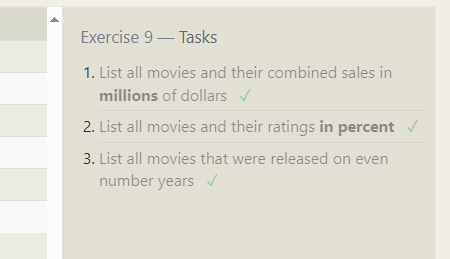 Exercise 9 — Tasks
1. List all movies and their combined sales in
millions of dollars ✓
2. List all movies and their ratings in percent ✓
3. List all movies that were released on even
number years ✓